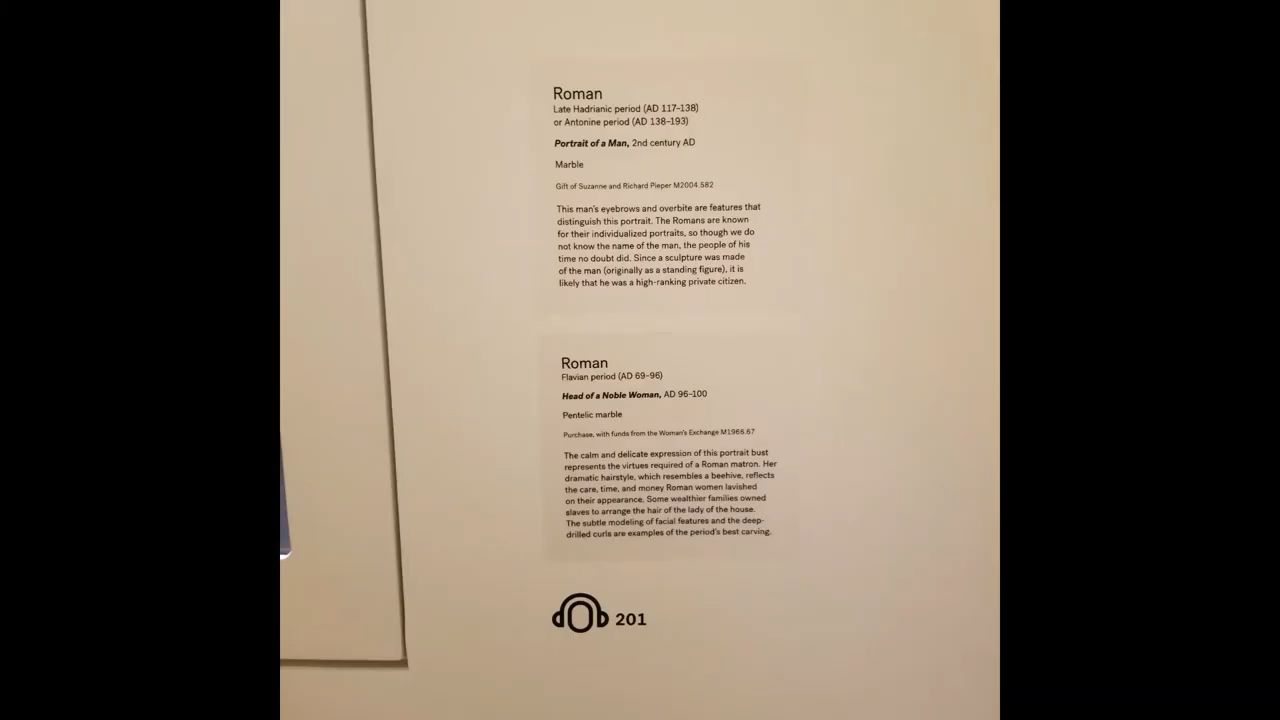 Roman
Late Hadrianic period (AD 117–138)
or Antonine period (AD 138–193)
Portrait of a Man, 2nd century AD
Marble
Gift of Suzanne and Richard Pieper M2004.582
This man's eyebrows and overbite are features that
distinguish this portrait. The Romans are known
for their individualized portraits, so though we do
not know the name of the man, the people of his
time no doubt did. Since a sculpture was made
of the man (originally as a standing figure), it is
likely that he was a high-ranking private citizen.
Roman
Flavian period (AD 69–96)
Head of a Noble Woman, AD 96–100
Pentelic marble
Purchase, with funds from the Woman's Exchange M1966.67
The calm and delicate expression of this portrait bust
represents the virtues required of a Roman matron. Her
dramatic hairstyle, which resembles a beehive, reflects
the care, time, and money Roman women lavished
on their appearance. Some wealthier families owned
slaves to arrange the hair of the lady of the house.
The subtle modeling of facial features and the deep-
drilled curls are examples of the period's best carving.
201